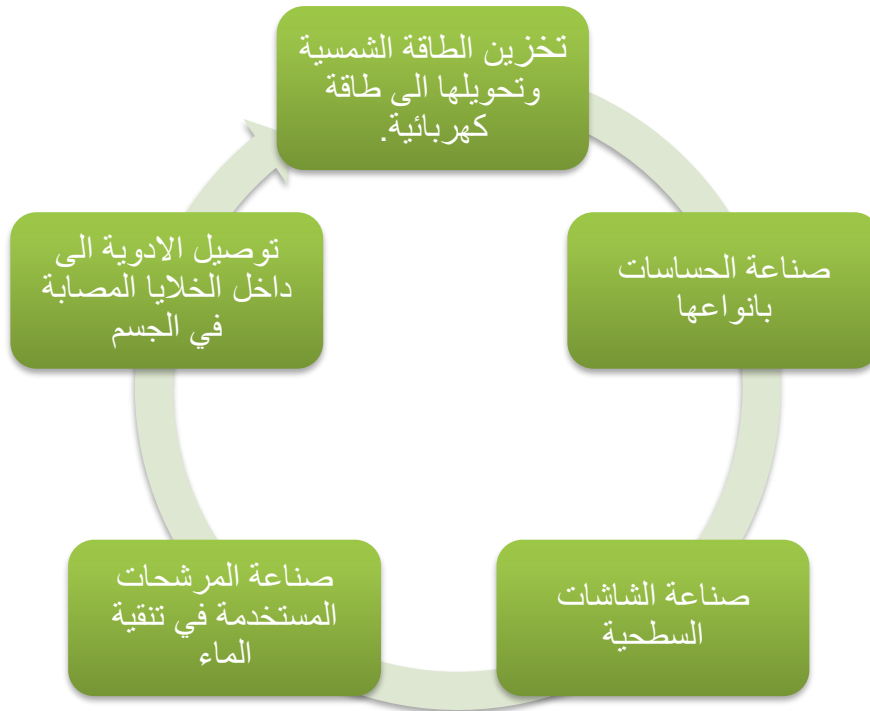 تخزين الطاقة الشمسية
وتحويلها الى طاقة
كهربائية.
صناعة الحساسات
بانواعها
صناعة الشاشات
السطحية
صناعة المرشحات
المستخدمة في تنقية
الماء
توصيل الادوية الى
داخل الخلايا المصابة
في الجسم